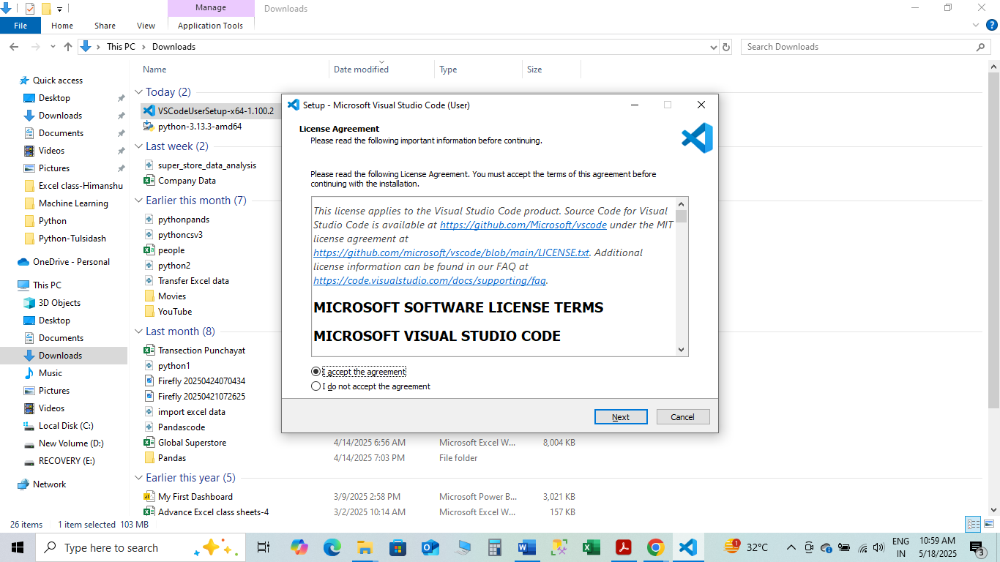 Manage
Downloads
File
Home
Share
View
Application Tools
This PC
Downloads
Search Downloads
Name
Date modified
Type
Size
Quick access
Desktop
Downloads
Documents
Videos
Pictures
Excel class-Himanshu
Machine Learning
Python
Python-Tulsidash
OneDrive - Personal
This PC
3D Objects
Desktop
Documents
Downloads
Music
Pictures
Videos
Local Disk (C:)
New Volume (D:)
RECOVERY (E:)
Network
Today (2)
VSCodeUserSetup-x64-1.100.2
python-3.13.3-amd64
Last week (2)
super_store_data_analysis
Company Data
Earlier this month (7)
pythonpands
pythoncsv3
people
python2
Transfer Excel data
Movies
YouTube
Last month (8)
Transection Punchayat
python1
Firefly 20250424070434
Firefly 20250421072625
import excel data
Pandascode
Global Superstore 4/14/2025 6:56 AM Microsoft Excel W... 8,004 KB
Pandas 4/14/2025 7:03 PM File folder
Earlier this year (5)
My First Dashboard 3/9/2025 2:58 PM Microsoft Power B... 3,021 KB
Advance Excel class sheets-4 3/2/2025 10:14 AM Microsoft Excel W... 157 KB
Setup - Microsoft Visual Studio Code (User)
License Agreement
Please read the following important information before continuing.
Please read the following License Agreement. You must accept the terms of this agreement before
continuing with the installation.
This license applies to the Visual Studio Code product. Source Code for Visual
Studio Code is available at https://github.com/Microsoft/vscode under the MIT
license agreement at
https://github.com/microsoft/vscode/blob/main/LICENSE.txt. Additional
license information can be found in our FAQ at
https://code.visualstudio.com/docs/supporting/faq.
MICROSOFT SOFTWARE LICENSE TERMS
MICROSOFT VISUAL STUDIO CODE
I accept the agreement
I do not accept the agreement
Next
Cancel
26 items
1 item selected 103 MB
Type here to search
1
32°C
ENG
IN
10:59 AM
5/18/2025
3